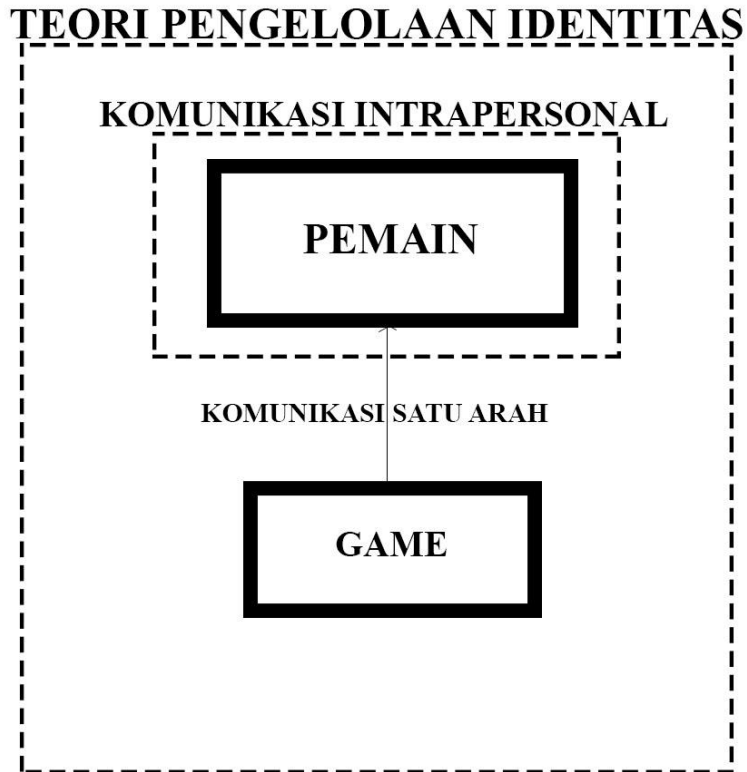 TEORI PENGELOLAAN IDENTITAS
KOMUNIKASI INTRAPERSONAL
PEMAIN
KOMUNIKASI SATU ARAH
GAME